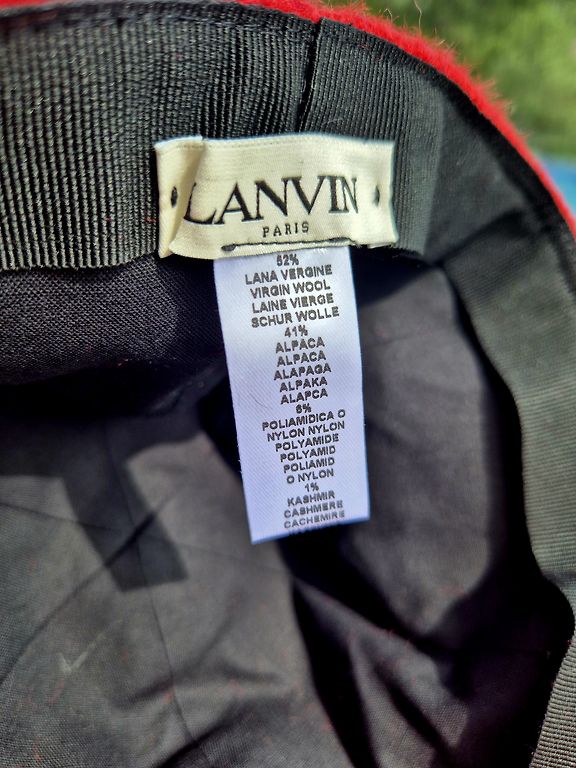 LANVIN
PARIS
52%
LANA VERGINE
VIRGIN WOOL
LAINE VIERGE
SCHUR WOLLE
41%
ALPACA
ALPACA
ALAPAGA
ALPAKA
ALAPCA
6%
POLIAMIDICA O
NYLON NYLON
POLYAMIDE
POLYAMID
POLIAMID
O NYLON
1%
KASHMIR
CASHMERE
CACHEMIRE